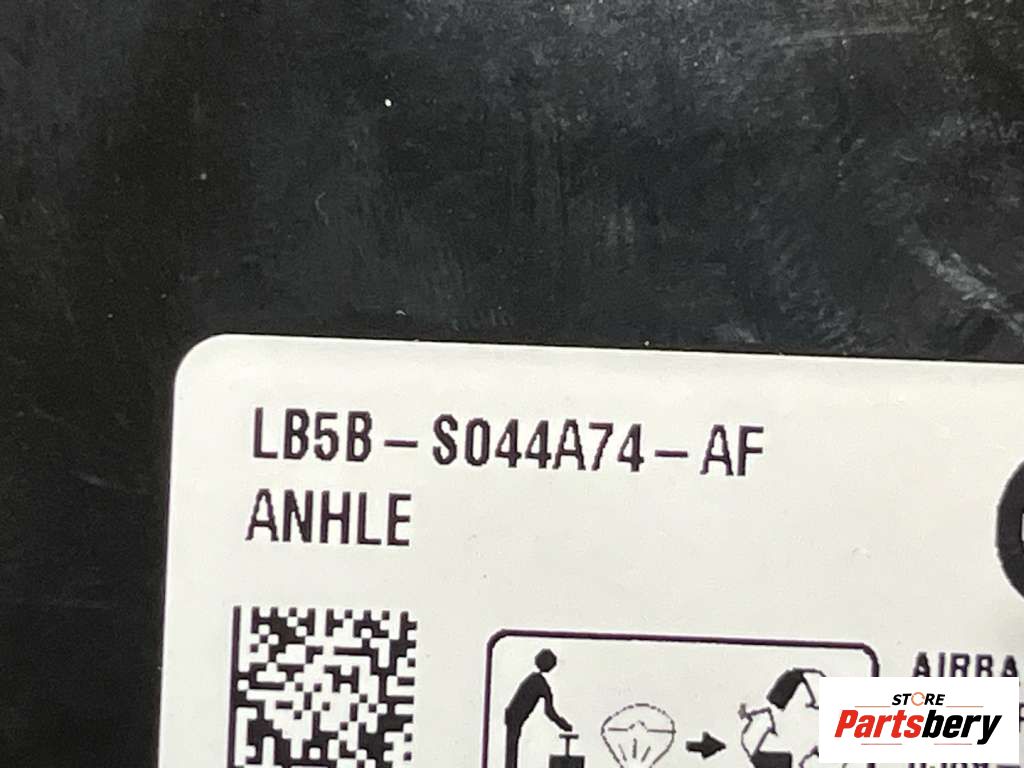 LB5B-S044A74-AF
ANHLE
STORE
Partsbery